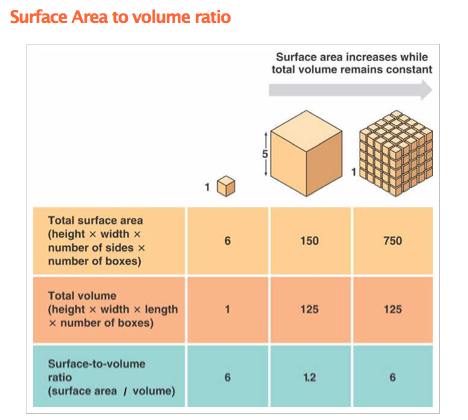 Surface Area to volume ratio
Surface area increases while
total volume remains constant
5
1
1
Total surface area
(height × width ×
number of sides ×
number of boxes)
6
150
750
Total volume
(height × width × length
× number of boxes)
1
125
125
Surface-to-volume
ratio
(surface area / volume)
6
1.2
6